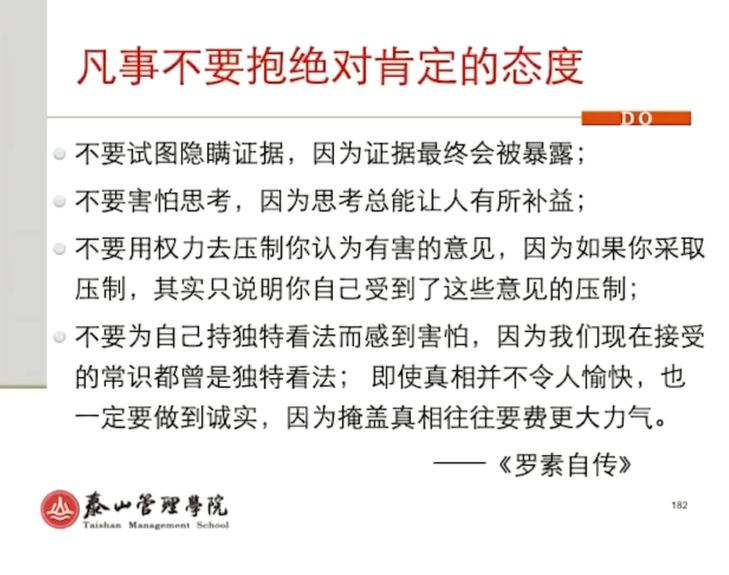 凡事不要抱绝对肯定的态度
DO
不要试图隐瞒证据，因为证据最终会被暴露；
不要害怕思考，因为思考总能让人有所补益；
不要用权力去压制你认为有害的意见，因为如果你采取
压制，其实只说明你自己受到了这些意见的压制；
不要为自己持独特看法而感到害怕，因为我们现在接受
的常识都曾是独特看法； 即使真相并不令人愉快，也
一定要做到诚实，因为掩盖真相往往要费更大力气。
——《罗素自传》
泰山管理學院
Taishan Management School
182